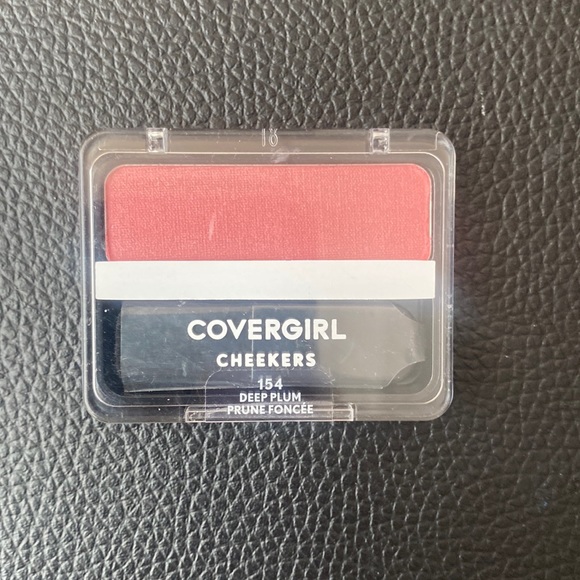 COVERGIRL
CHEEKERS
154
DEEP PLUM
PRUNE FONCÉE